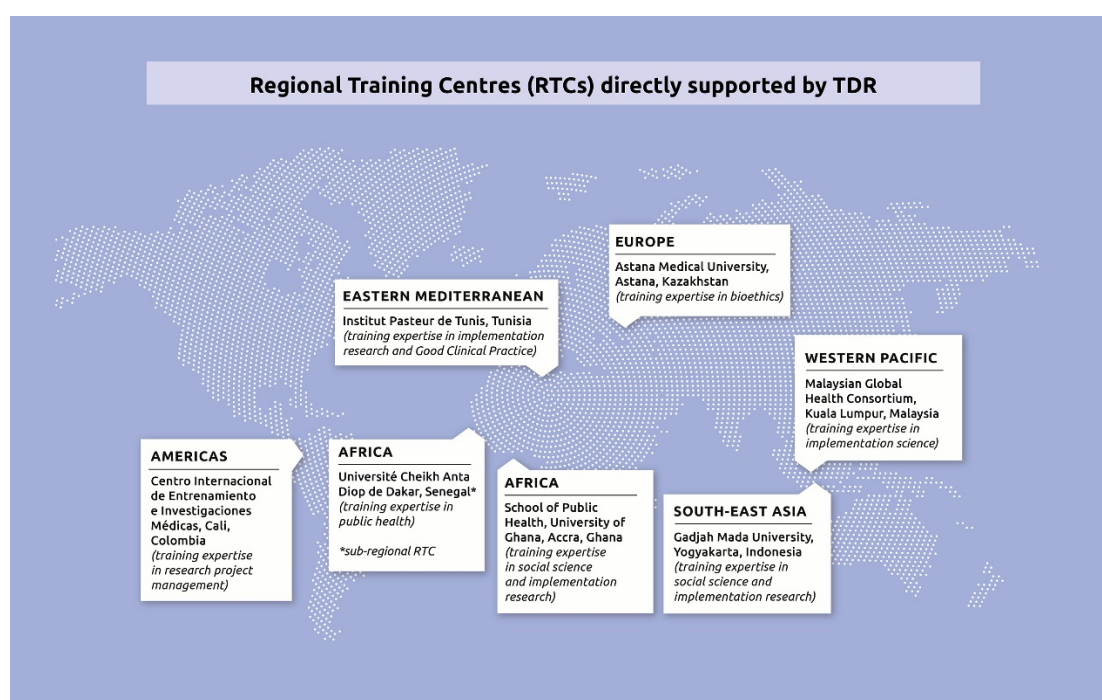 Regional Training Centres (RTCs) directly supported by TDR
EUROPE
Astana Medical University,
Astana, Kazakhstan
(training expertise in bioethics)
EASTERN MEDITERRANEAN
Institut Pasteur de Tunis, Tunisia
(training expertise in implementation
research and Good Clinical Practice)
WESTERN PACIFIC
Malaysian Global
Health Consortium,
Kuala Lumpur, Malaysia
(training expertise in
implementation science)
AMERICAS
Centro Internacional
de Entrenamiento
e Investigaciones
Médicas, Cali,
Colombia
(training expertise
in research project
management)
AFRICA
Université Cheikh Anta
Diop de Dakar, Senegal*
(training expertise in
public health)
*sub-regional RTC
AFRICA
School of Public
Health, University of
Ghana, Accra, Ghana
(training expertise
in social science
and implementation
research)
SOUTH-EAST ASIA
Gadjah Mada University,
Yogyakarta, Indonesia
(training expertise in
social science and
implementation research)